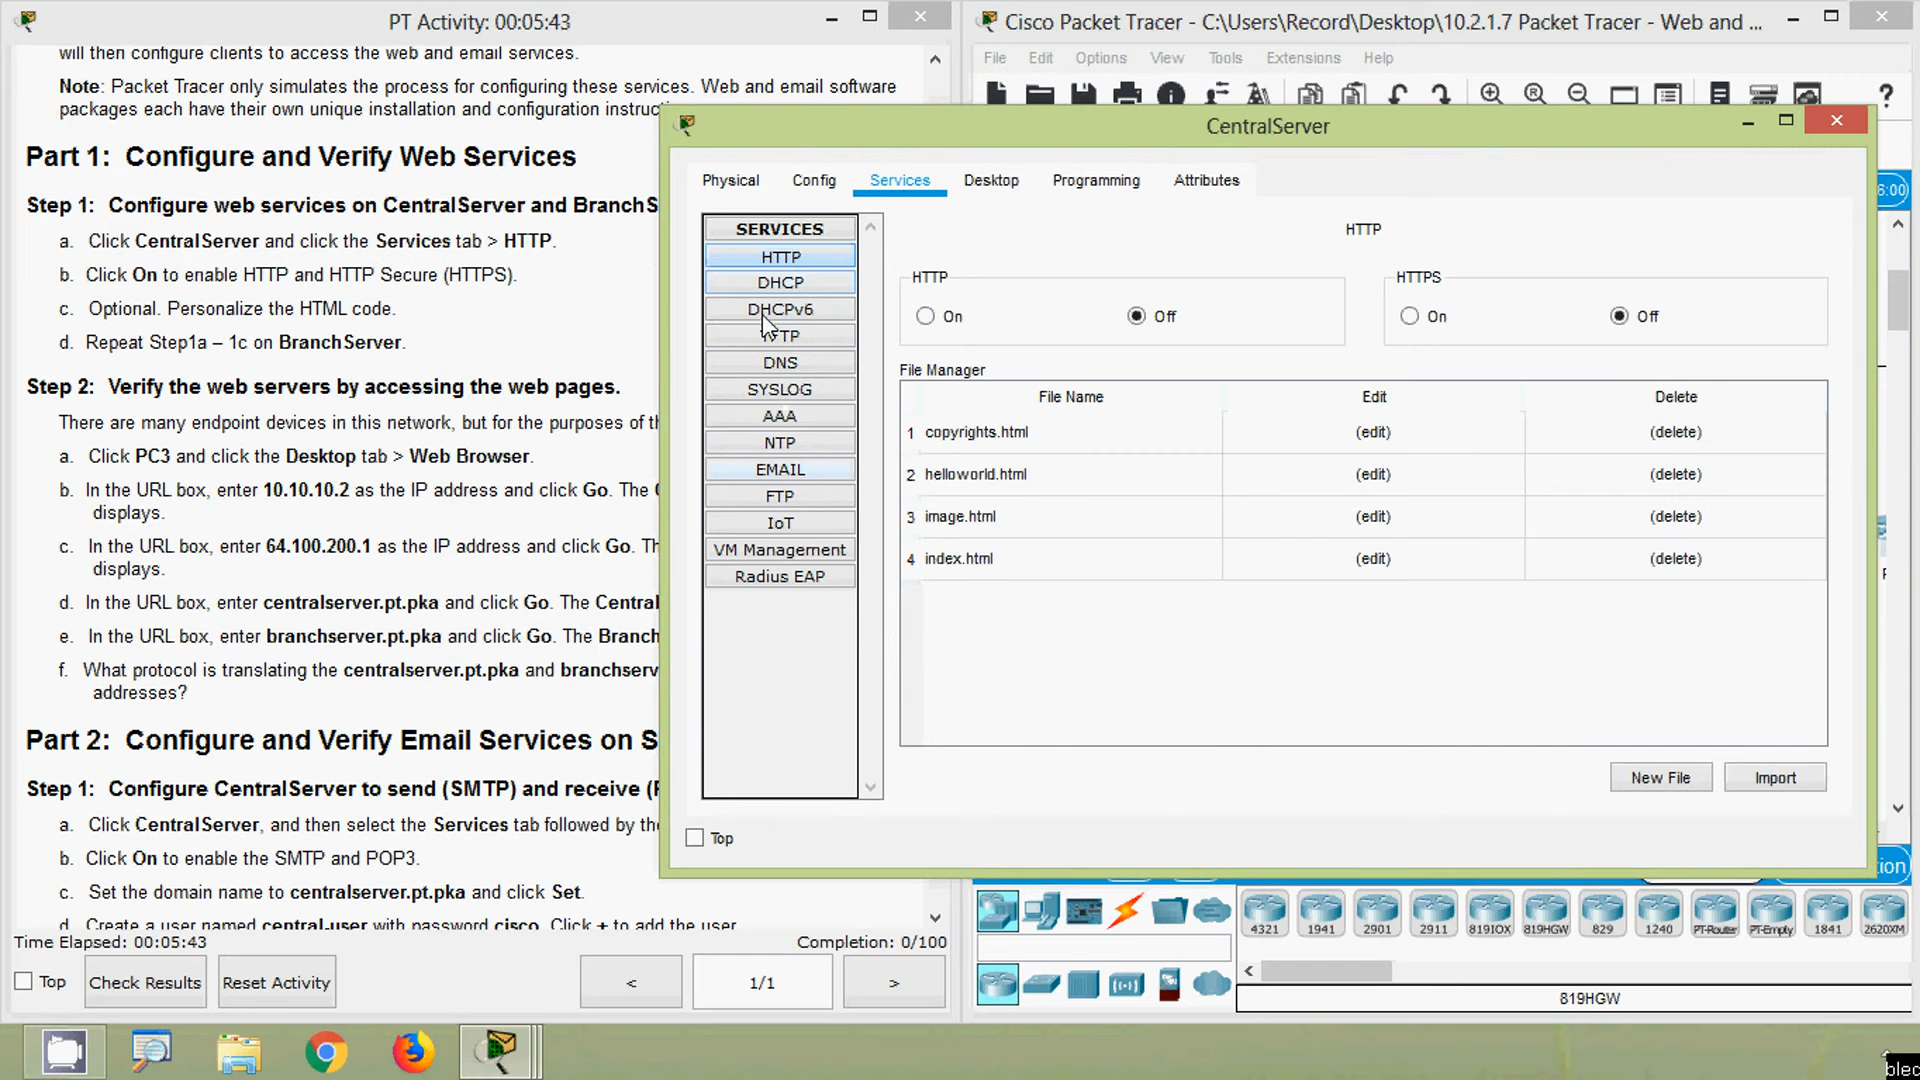 PT Activity: 00:05:43
will then configure clients to access the web and email services.
Note: Packet Tracer only simulates the process for configuring these services. Web and email software
packages each have their own unique installation and configuration
Part 1: Configure and Verify Web Services
Step 1: Configure web services on CentralServer and
a. Click CentralServer and click the Services tab > HTTP.
b. Click On to enable HTTP and HTTP Secure (HTTPS).
c. Optional. Personalize the HTML code.
d. Repeat Step1a – 1c on BranchServer.
Step 2: Verify the web servers by accessing the web pages.
There are many endpoint devices in this network, but for the purposes of
a. Click PC3 and click the Desktop tab > Web Browser.
b. In the URL box, enter 10.10.10.2 as the IP address and click Go. The
displays.
c. In the URL box, enter 64.100.200.1 as the IP address and click Go.
displays.
d. In the URL box, enter centralserver.pt.pka and click Go. The
e. In the URL box, enter branchserver.pt.pka and click Go. The
f. What protocol is translating the centralserver.pt.pka and
addresses?
Part 2: Configure and Verify Email Services on
Step 1: Configure CentralServer to send (SMTP) and receive
a. Click CentralServer, and then select the Services tab followed by
b. Click On to enable the SMTP and POP3.
c. Set the domain name to centralserver.pt.pka and click Set.
d. Create a user named central-user with password cisco. Click + to add the user.
Time Elapsed: 00:05:43
Completion: 0/100
Top
Check Results
Reset Activity
<
1/1
>
Cisco Packet Tracer - C:\Users\Record\Desktop\10.2.1.7 Packet Tracer - Web and ...
File Edit Options View Tools Extensions Help
CentralServer
Physical
Config
Services
Desktop
Programming
Attributes
SERVICES
HTTP
DHCP
DHCPv6
TFTP
DNS
SYSLOG
AAA
NTP
EMAIL
FTP
IoT
VM Management
Radius EAP
HTTP
HTTP
On
Off
HTTPS
On
Off
File Manager
File Name Edit Delete
1 copyrights.html (edit) (delete)
2 helloworld.html (edit) (delete)
3 image.html (edit) (delete)
4 index.html (edit) (delete)
New File
Import
Top
4321 1941 2901 2911 819IOX 819HGW 829 1240 PT-Router PT-Empty 1841 2620XM
819HGW